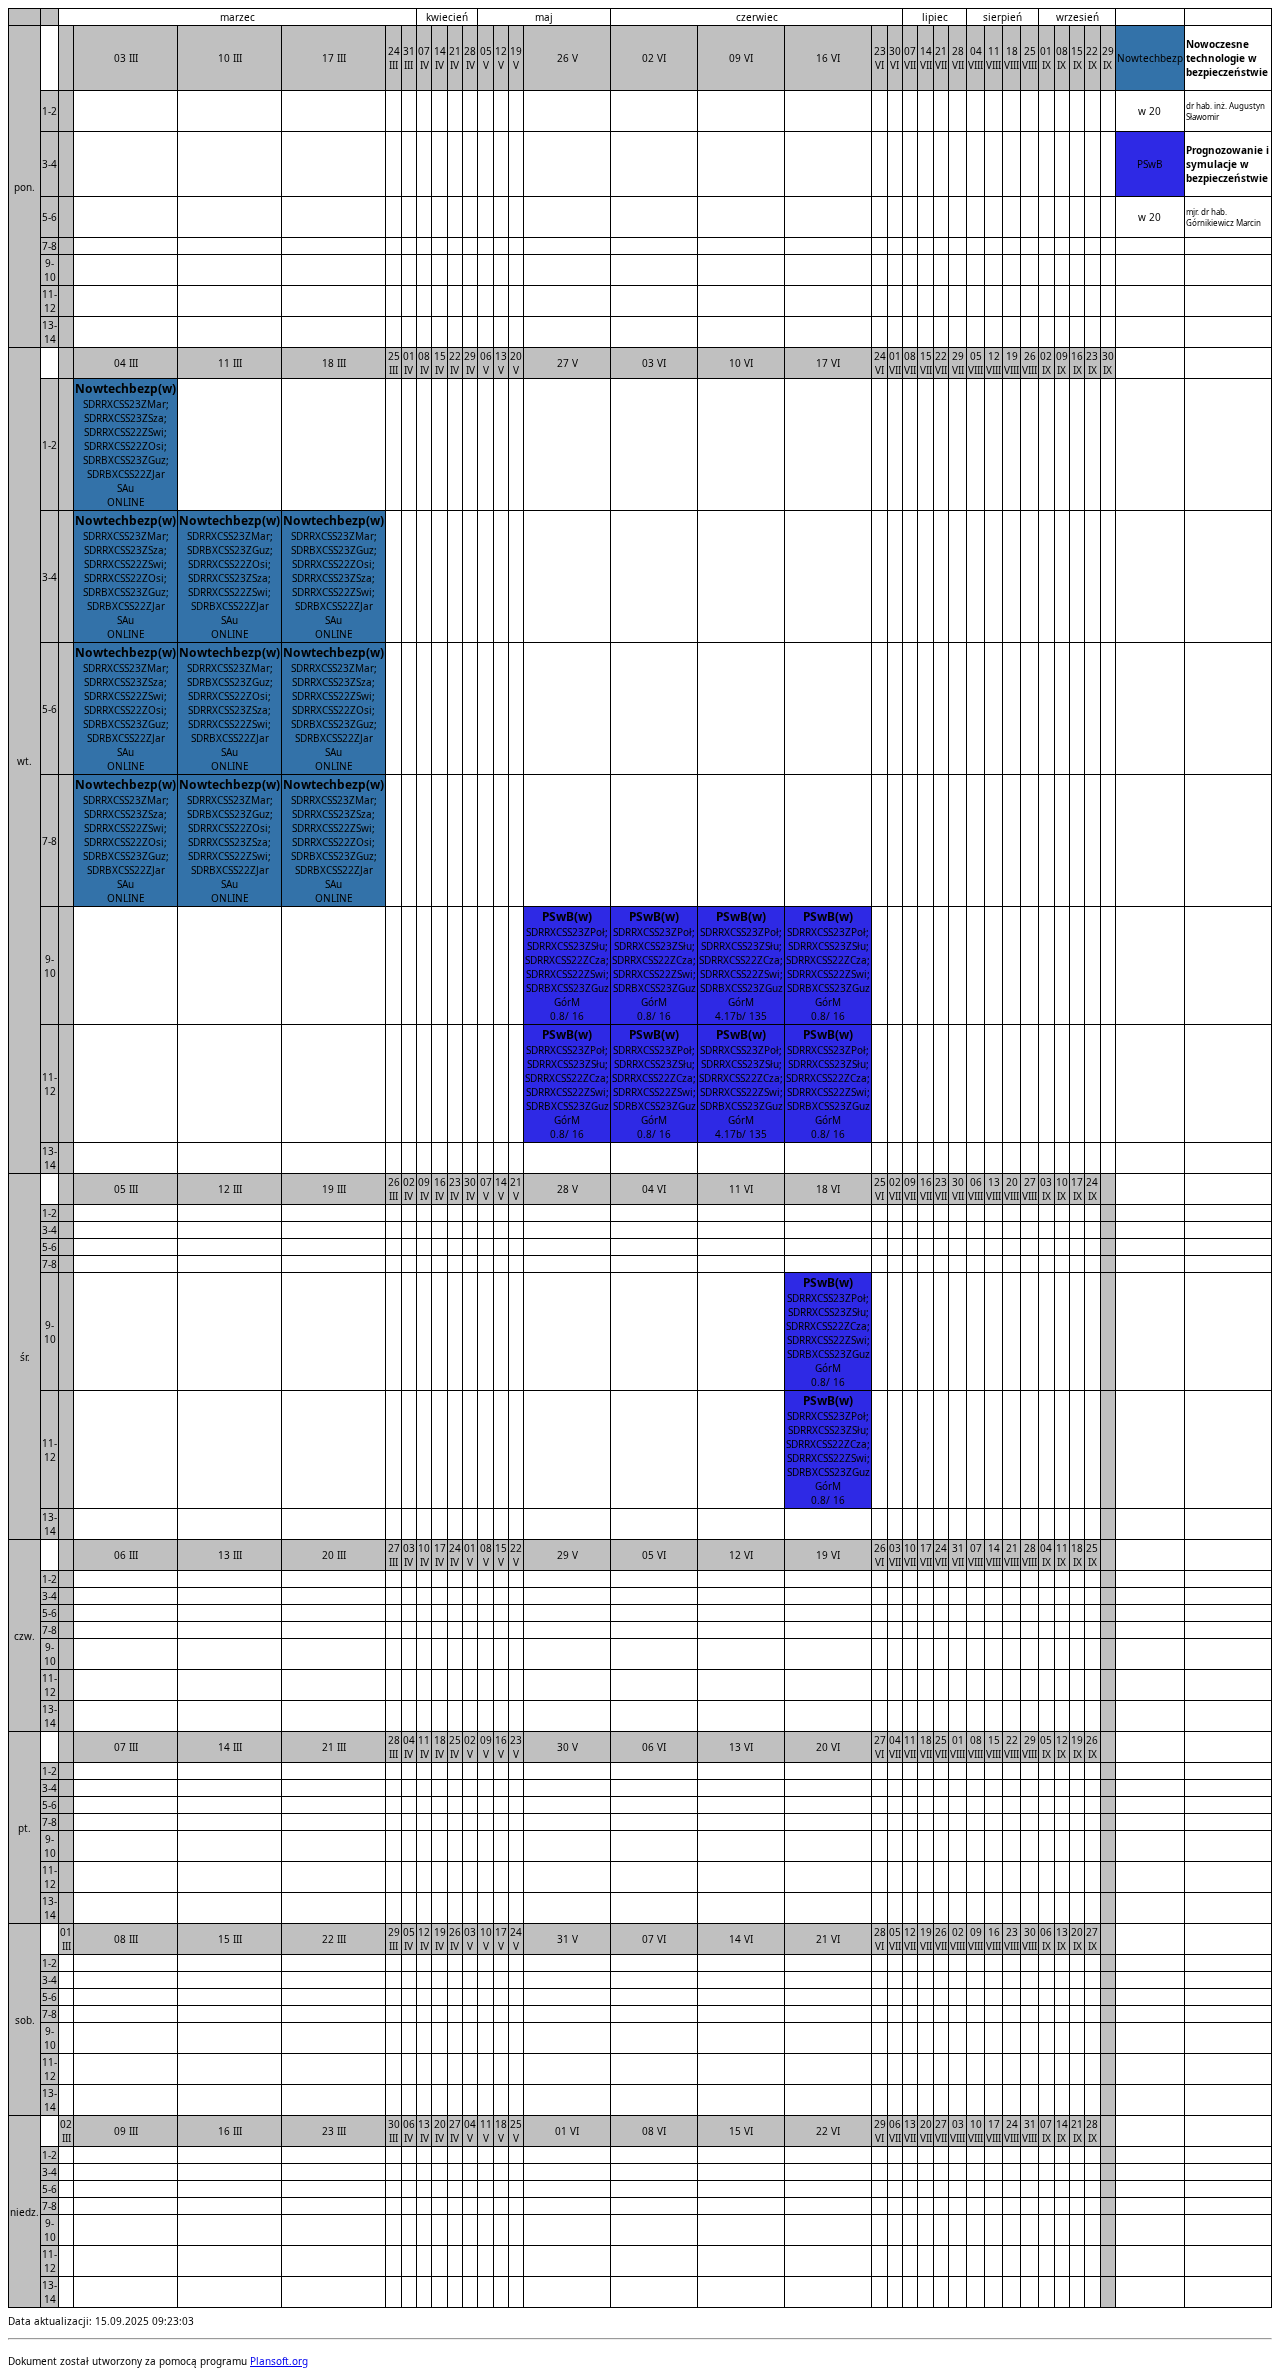 marzec kwiecień maj czerwiec lipiec sierpień wrzesień
pon. 03 III 10 III 17 III 24 III 31 III 07 IV 14 IV 21 IV 28 IV 05 V 12 V 19 V 26 V 02 VI 09 VI 16 VI 23 VI 30 VI 07 VII 14 VII 21 VII 28 VII 04 VIII 11 VIII 18 VIII 25 VIII 01 IX 08 IX 15 IX 22 IX 29 IX Nowtechbezp Nowoczesne technologie w bezpieczeństwie
1-2 w 20 dr hab. inż. Augustyn Sławomir
3-4 PSwB Prognozowanie i symulacje w bezpieczeństwie
5-6 w 20 mjr. dr hab. Górnikiewicz Marcin
7-8
9-10
11-12
13-14
wt. 04 III 11 III 18 III 25 III 01 IV 08 IV 15 IV 22 IV 29 IV 06 V 13 V 20 V 27 V 03 VI 10 VI 17 VI 24 VI 01 VII 08 VII 15 VII 22 VII 29 VII 05 VIII 12 VIII 19 VIII 26 VIII 02 IX 09 IX 16 IX 23 IX 30 IX
1-2
Nowtechbezp(w)
SDRRXCSS23ZMar;
SDRRXCSS23ZSza;
SDRRXCSS22ZSwi;
SDRRXCSS22ZOsi;
SDRBXCSS23ZGuz;
SDRBXCSS22ZJar
SAu
ONLINE
3-4
Nowtechbezp(w) Nowtechbezp(w) Nowtechbezp(w)
SDRRXCSS23ZMar; SDRRXCSS23ZMar; SDRRXCSS23ZMar;
SDRRXCSS23ZSza; SDRBXCSS23ZGuz; SDRBXCSS23ZGuz;
SDRRXCSS22ZSwi; SDRRXCSS22ZOsi; SDRRXCSS22ZOsi;
SDRRXCSS22ZOsi; SDRRXCSS23ZSza; SDRRXCSS23ZSza;
SDRBXCSS23ZGuz; SDRRXCSS22ZSwi; SDRRXCSS22ZSwi;
SDRBXCSS22ZJar SDRBXCSS22ZJar SDRBXCSS22ZJar
SAu SAu SAu
ONLINE ONLINE ONLINE
5-6
Nowtechbezp(w) Nowtechbezp(w) Nowtechbezp(w)
SDRRXCSS23ZMar; SDRRXCSS23ZMar; SDRRXCSS23ZMar;
SDRRXCSS23ZSza; SDRBXCSS23ZGuz; SDRRXCSS23ZSza;
SDRRXCSS22ZSwi; SDRRXCSS22ZOsi; SDRRXCSS22ZSwi;
SDRRXCSS22ZOsi; SDRRXCSS23ZSza; SDRRXCSS22ZOsi;
SDRBXCSS23ZGuz; SDRRXCSS22ZSwi; SDRBXCSS23ZGuz;
SDRBXCSS22ZJar SDRBXCSS22ZJar SDRBXCSS22ZJar
SAu SAu SAu
ONLINE ONLINE ONLINE
7-8
Nowtechbezp(w) Nowtechbezp(w) Nowtechbezp(w)
SDRRXCSS23ZMar; SDRRXCSS23ZMar; SDRRXCSS23ZMar;
SDRRXCSS23ZSza; SDRBXCSS23ZGuz; SDRRXCSS23ZSza;
SDRRXCSS22ZSwi; SDRRXCSS22ZOsi; SDRRXCSS22ZSwi;
SDRRXCSS22ZOsi; SDRRXCSS23ZSza; SDRRXCSS22ZOsi;
SDRBXCSS23ZGuz; SDRRXCSS22ZSwi; SDRBXCSS23ZGuz;
SDRBXCSS22ZJar SDRBXCSS22ZJar SDRBXCSS22ZJar
SAu SAu SAu
ONLINE ONLINE ONLINE
9-10
PSwB(w) PSwB(w) PSwB(w) PSwB(w)
SDRRXCSS23ZPoł; SDRRXCSS23ZPoł; SDRRXCSS23ZPoł; SDRRXCSS23ZPoł;
SDRRXCSS23ZSłu; SDRRXCSS23ZSłu; SDRRXCSS23ZSłu; SDRRXCSS23ZSłu;
SDRRXCSS22ZCza; SDRRXCSS22ZCza; SDRRXCSS22ZCza; SDRRXCSS22ZCza;
SDRRXCSS22ZSwi; SDRRXCSS22ZSwi; SDRRXCSS22ZSwi; SDRRXCSS22ZSwi;
SDRBXCSS23ZGuz SDRBXCSS23ZGuz SDRBXCSS23ZGuz SDRBXCSS23ZGuz
GórM GórM GórM GórM
0.8/ 16 0.8/ 16 4.17b/ 135 0.8/ 16
11-12
PSwB(w) PSwB(w) PSwB(w) PSwB(w)
SDRRXCSS23ZPoł; SDRRXCSS23ZPoł; SDRRXCSS23ZPoł; SDRRXCSS23ZPoł;
SDRRXCSS23ZSłu; SDRRXCSS23ZSłu; SDRRXCSS23ZSłu; SDRRXCSS23ZSłu;
SDRRXCSS22ZCza; SDRRXCSS22ZCza; SDRRXCSS22ZCza; SDRRXCSS22ZCza;
SDRRXCSS22ZSwi; SDRRXCSS22ZSwi; SDRRXCSS22ZSwi; SDRRXCSS22ZSwi;
SDRBXCSS23ZGuz SDRBXCSS23ZGuz SDRBXCSS23ZGuz SDRBXCSS23ZGuz
GórM GórM GórM GórM
0.8/ 16 0.8/ 16 4.17b/ 135 0.8/ 16
13-14
śr. 05 III 12 III 19 III 26 III 02 IV 09 IV 16 IV 23 IV 30 IV 07 V 14 V 21 V 28 V 04 VI 11 VI 18 VI 25 VI 02 VII 09 VII 16 VII 23 VII 30 VII 06 VIII 13 VIII 20 VIII 27 VIII 03 IX 10 IX 17 IX 24 IX
1-2
3-4
5-6
7-8
9-10
PSwB(w)
SDRRXCSS23ZPoł;
SDRRXCSS23ZSłu;
SDRRXCSS22ZCza;
SDRRXCSS22ZSwi;
SDRBXCSS23ZGuz
GórM
0.8/ 16
11-12
PSwB(w)
SDRRXCSS23ZPoł;
SDRRXCSS23ZSłu;
SDRRXCSS22ZCza;
SDRRXCSS22ZSwi;
SDRBXCSS23ZGuz
GórM
0.8/ 16
13-14
czw. 06 III 13 III 20 III 27 III 03 IV 10 IV 17 IV 24 IV 01 V 08 V 15 V 22 V 29 V 05 VI 12 VI 19 VI 26 VI 03 VII 10 VII 17 VII 24 VII 31 VII 07 VIII 14 VIII 21 VIII 28 VIII 04 IX 11 IX 18 IX 25 IX
1-2
3-4
5-6
7-8
9-10
11-12
13-14
pt. 07 III 14 III 21 III 28 III 04 IV 11 IV 18 IV 25 IV 02 V 09 V 16 V 23 V 30 V 06 VI 13 VI 20 VI 27 VI 04 VII 11 VII 18 VII 25 VII 01 VIII 08 VIII 15 VIII 22 VIII 29 VIII 05 IX 12 IX 19 IX 26 IX
1-2
3-4
5-6
7-8
9-10
11-12
13-14
sob. 01 III 08 III 15 III 22 III 29 III 05 IV 12 IV 19 IV 26 IV 03 V 10 V 17 V 24 V 31 V 07 VI 14 VI 21 VI 28 VI 05 VII 12 VII 19 VII 26 VII 02 VIII 09 VIII 16 VIII 23 VIII 30 VIII 06 IX 13 IX 20 IX 27 IX
1-2
3-4
5-6
7-8
9-10
11-12
13-14
niedz. 02 III 09 III 16 III 23 III 30 III 06 IV 13 IV 20 IV 27 IV 04 V 11 V 18 V 25 V 01 VI 08 VI 15 VI 22 VI 29 VI 06 VII 13 VII 20 VII 27 VII 03 VIII 10 VIII 17 VIII 24 VIII 31 VIII 07 IX 14 IX 21 IX 28 IX
1-2
3-4
5-6
7-8
9-10
11-12
13-14
Data aktualizacji: 15.09.2025 09:23:03
Dokument został utworzony za pomocą programu Plansoft.org